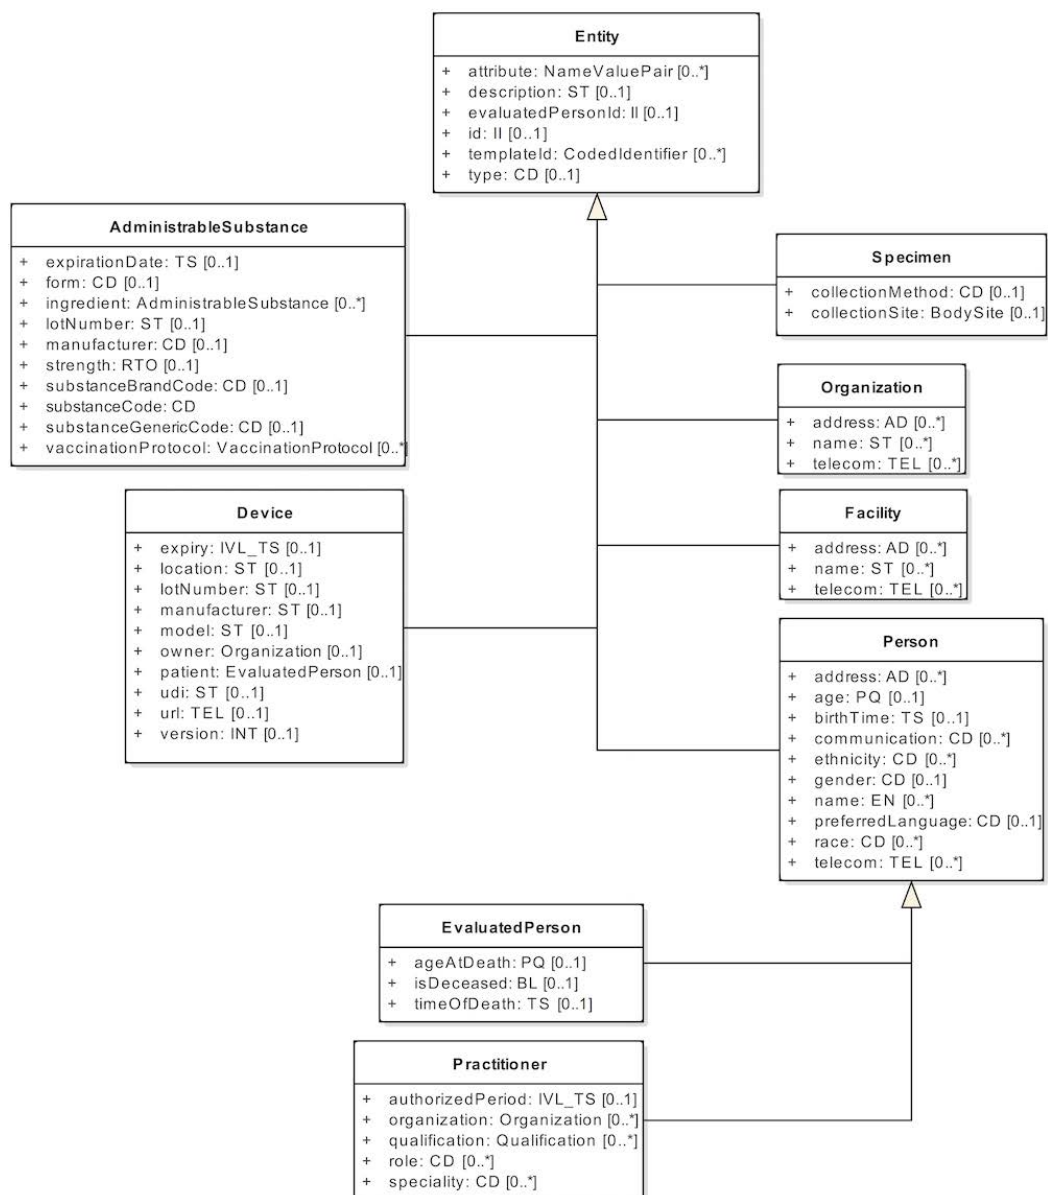 Entity
+ attribute: NameValuePair [0..*]
+ description: ST [0..1]
+ evaluatedPersonId: II [0..1]
+ id: II [0..1]
+ templateId: CodedIdentifier [0..*]
+ type: CD [0..1]
AdministrableSubstance
+ expirationDate: TS [0..1]
+ form: CD [0..1]
+ ingredient: AdministrableSubstance [0..*]
+ lotNumber: ST [0..1]
+ manufacturer: CD [0..1]
+ strength: RTO [0..1]
+ substanceBrandCode: CD [0..1]
+ substanceCode: CD
+ substanceGenericCode: CD [0..1]
+ vaccinationProtocol: VaccinationProtocol [0..*]
Specimen
+ collectionMethod: CD [0..1]
+ collectionSite: BodySite [0..1]
Organization
+ address: AD [0..*]
+ name: ST [0..*]
+ telecom: TEL [0..*]
Device
+ expiry: IVL_TS [0..1]
+ location: ST [0..1]
+ lotNumber: ST [0..1]
+ manufacturer: ST [0..1]
+ model: ST [0..1]
+ owner: Organization [0..1]
+ patient: EvaluatedPerson [0..1]
+ udi: ST [0..1]
+ url: TEL [0..1]
+ version: INT [0..1]
Facility
+ address: AD [0..*]
+ name: ST [0..*]
+ telecom: TEL [0..*]
Person
+ address: AD [0..*]
+ age: PQ [0..1]
+ birthTime: TS [0..1]
+ communication: CD [0..*]
+ ethnicity: CD [0..*]
+ gender: CD [0..1]
+ name: EN [0..*]
+ preferredLanguage: CD [0..1]
+ race: CD [0..*]
+ telecom: TEL [0..*]
EvaluatedPerson
+ ageAtDeath: PQ [0..1]
+ isDeceased: BL [0..1]
+ timeOfDeath: TS [0..1]
Practitioner
+ authorizedPeriod: IVL_TS [0..1]
+ organization: Organization [0..*]
+ qualification: Qualification [0..*]
+ role: CD [0..*]
+ speciality: CD [0..*]